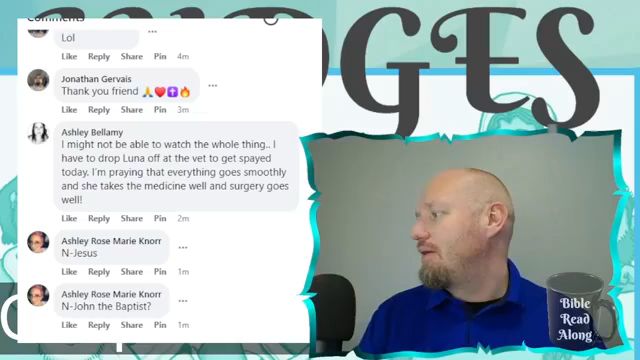 Comments
Lol
Like Reply Share Pin 4m
Jonathan Gervais
Thank you friend 🙏❤️✝️🔥
Like Reply Share Pin 3m
Ashley Bellamy
I might not be able to watch the whole thing.. I
have to drop Luna off at the vet to get spayed
today. I'm praying that everything goes smoothly
and she takes the medicine well and surgery goes
well!
Like Reply Share Pin 2m
Ashley Rose Marie Knorr
N-Jesus
Like Reply Share Pin 1m
Ashley Rose Marie Knorr
N-John the Baptist?
Like Reply Share Pin 1m
Bible
Read
Along